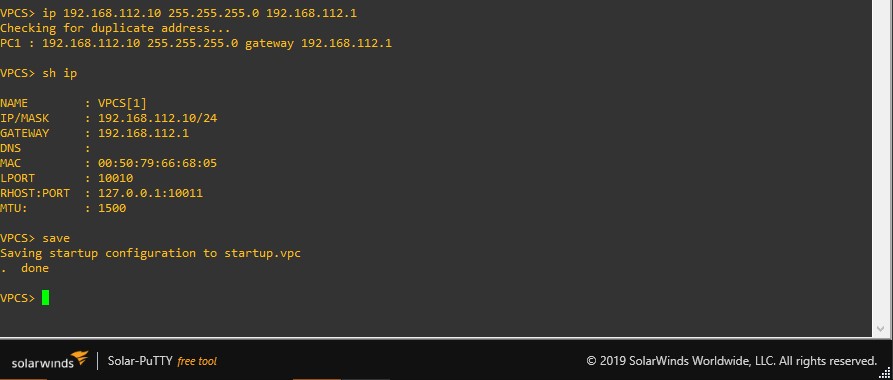 VPCS> ip 192.168.112.10 255.255.255.0 192.168.112.1
Checking for duplicate address...
PC1 : 192.168.112.10 255.255.255.0 gateway 192.168.112.1
VPCS> sh ip
NAME        : VPCS[1]
IP/MASK     : 192.168.112.10/24
GATEWAY     : 192.168.112.1
DNS         :
MAC         : 00:50:79:66:68:05
LPORT       : 10010
RHOST:PORT  : 127.0.0.1:10011
MTU:        : 1500
VPCS> save
Saving startup configuration to startup.vpc
.  done
VPCS>
solarwinds | Solar-PuTTY free tool © 2019 SolarWinds Worldwide, LLC. All rights reserved.